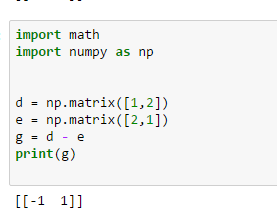 import math
import numpy as np
d = np.matrix([1,2])
e = np.matrix([2,1])
g = d - e
print(g)
[[-1  1]]